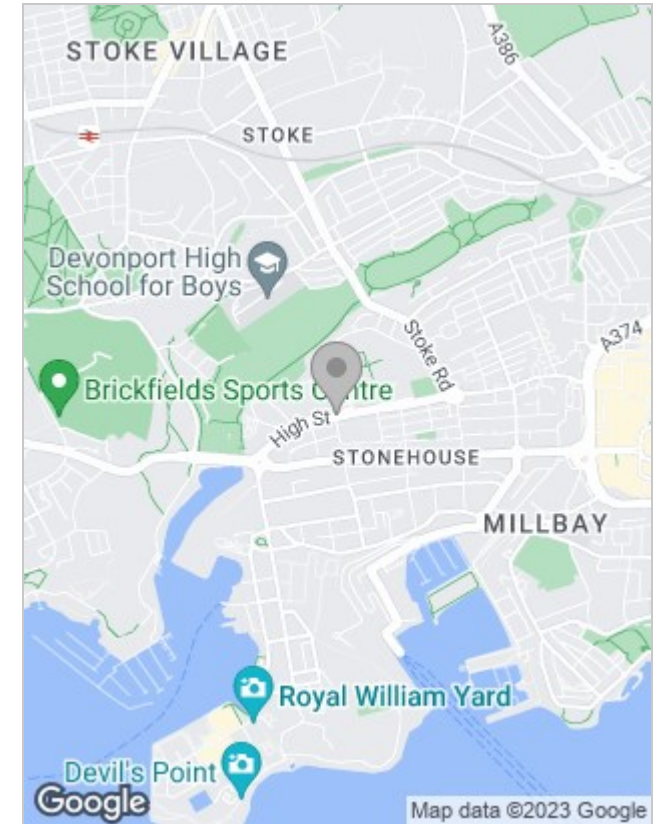 STOKE VILLAGE
A386
STOKE
Devonport High
School for Boys
Stoke Rd
A374
Brickfields Sports Centre
High St
STONEHOUSE
MILLBAY
Royal William Yard
Devil's Point
Google
Map data ©2023 Google